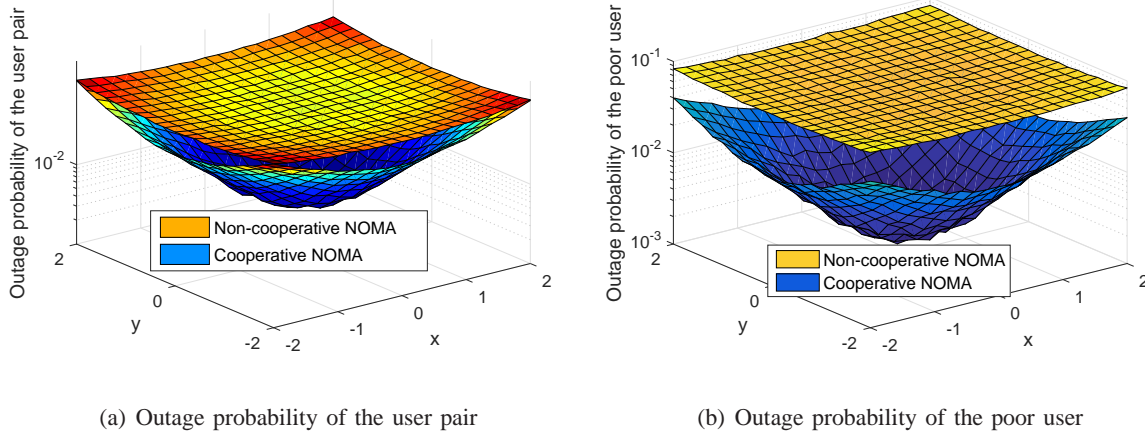 Outage probability of the user pair
10-2
2
0
-2
y
-2
-1
0
1
2
x
Non-cooperative NOMA
Cooperative NOMA
(a) Outage probability of the user pair
Outage probability of the poor user
10-1
10-2
10-3
2
0
-2
y
-2
-1
0
1
2
x
Non-cooperative NOMA
Cooperative NOMA
(b) Outage probability of the poor user